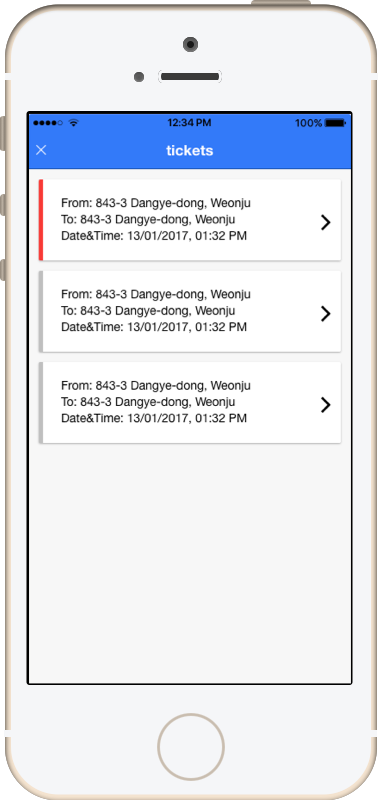 12:34 PM
100%
tickets
From: 843-3 Dangye-dong, Weonju
To: 843-3 Dangye-dong, Weonju
Date&Time: 13/01/2017, 01:32 PM
From: 843-3 Dangye-dong, Weonju
To: 843-3 Dangye-dong, Weonju
Date&Time: 13/01/2017, 01:32 PM
From: 843-3 Dangye-dong, Weonju
To: 843-3 Dangye-dong, Weonju
Date&Time: 13/01/2017, 01:32 PM